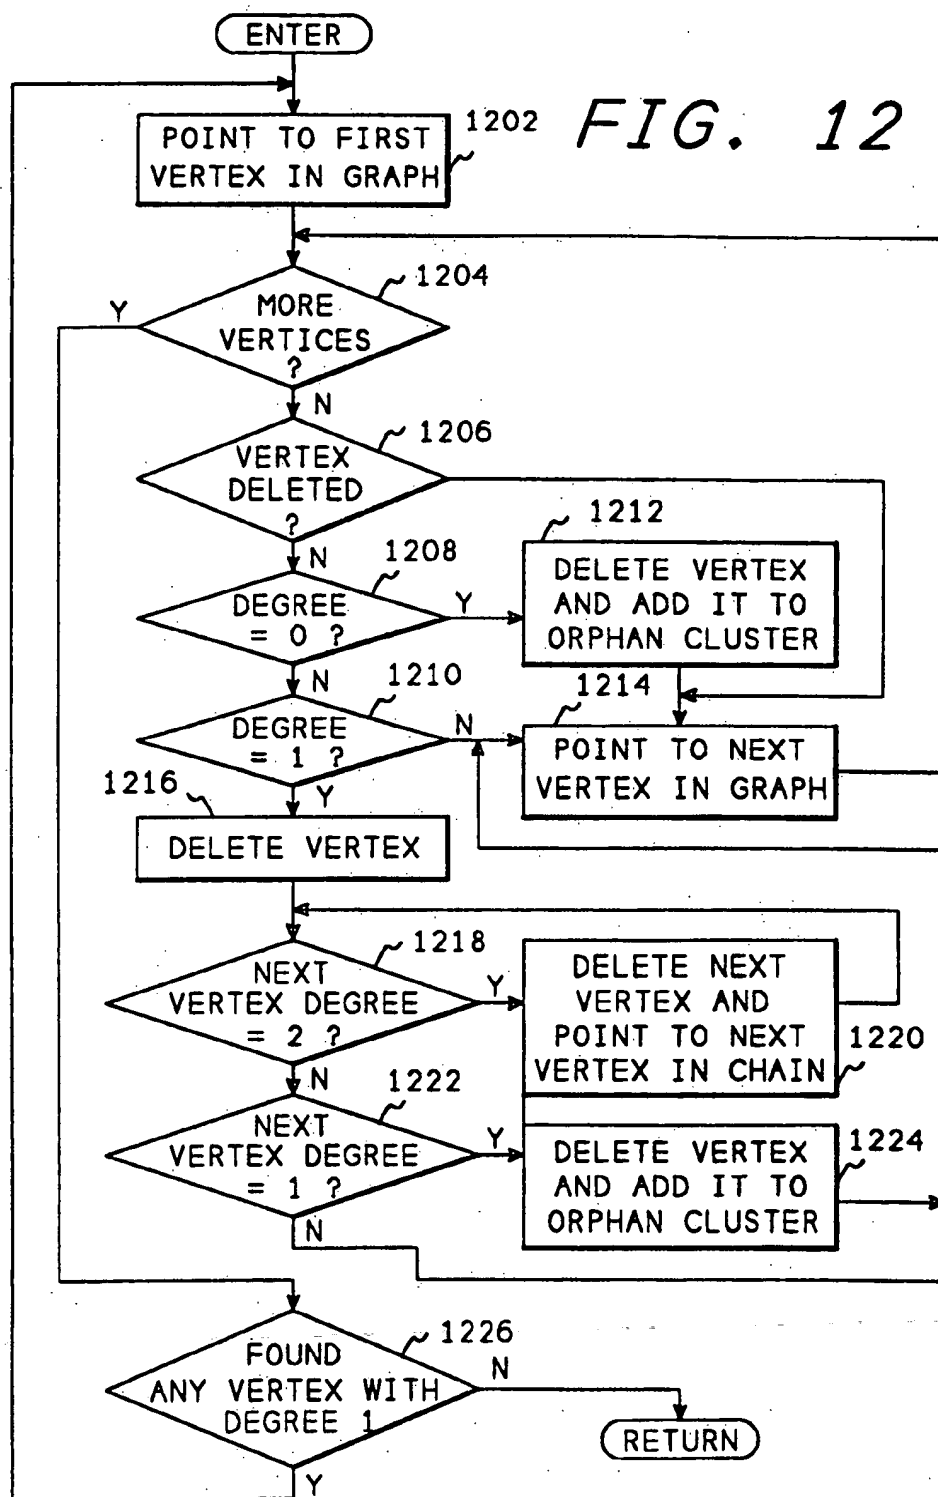 ENTER
FIG. 12
1202
POINT TO FIRST
VERTEX IN GRAPH
1204
Y
MORE
VERTICES
?
N
1206
VERTEX
DELETED
?
N
1208
DEGREE
= 0 ?
Y
1212
DELETE VERTEX
AND ADD IT TO
ORPHAN CLUSTER
N
1210
DEGREE
= 1 ?
N
1214
POINT TO NEXT
VERTEX IN GRAPH
Y
1216
DELETE VERTEX
1218
NEXT
VERTEX DEGREE
= 2 ?
Y
DELETE NEXT
VERTEX AND
POINT TO NEXT
VERTEX IN CHAIN
1220
N
1222
NEXT
VERTEX DEGREE
= 1 ?
Y
DELETE VERTEX
AND ADD IT TO
ORPHAN CLUSTER
1224
N
1226
FOUND
ANY VERTEX WITH
DEGREE 1
N
RETURN
Y